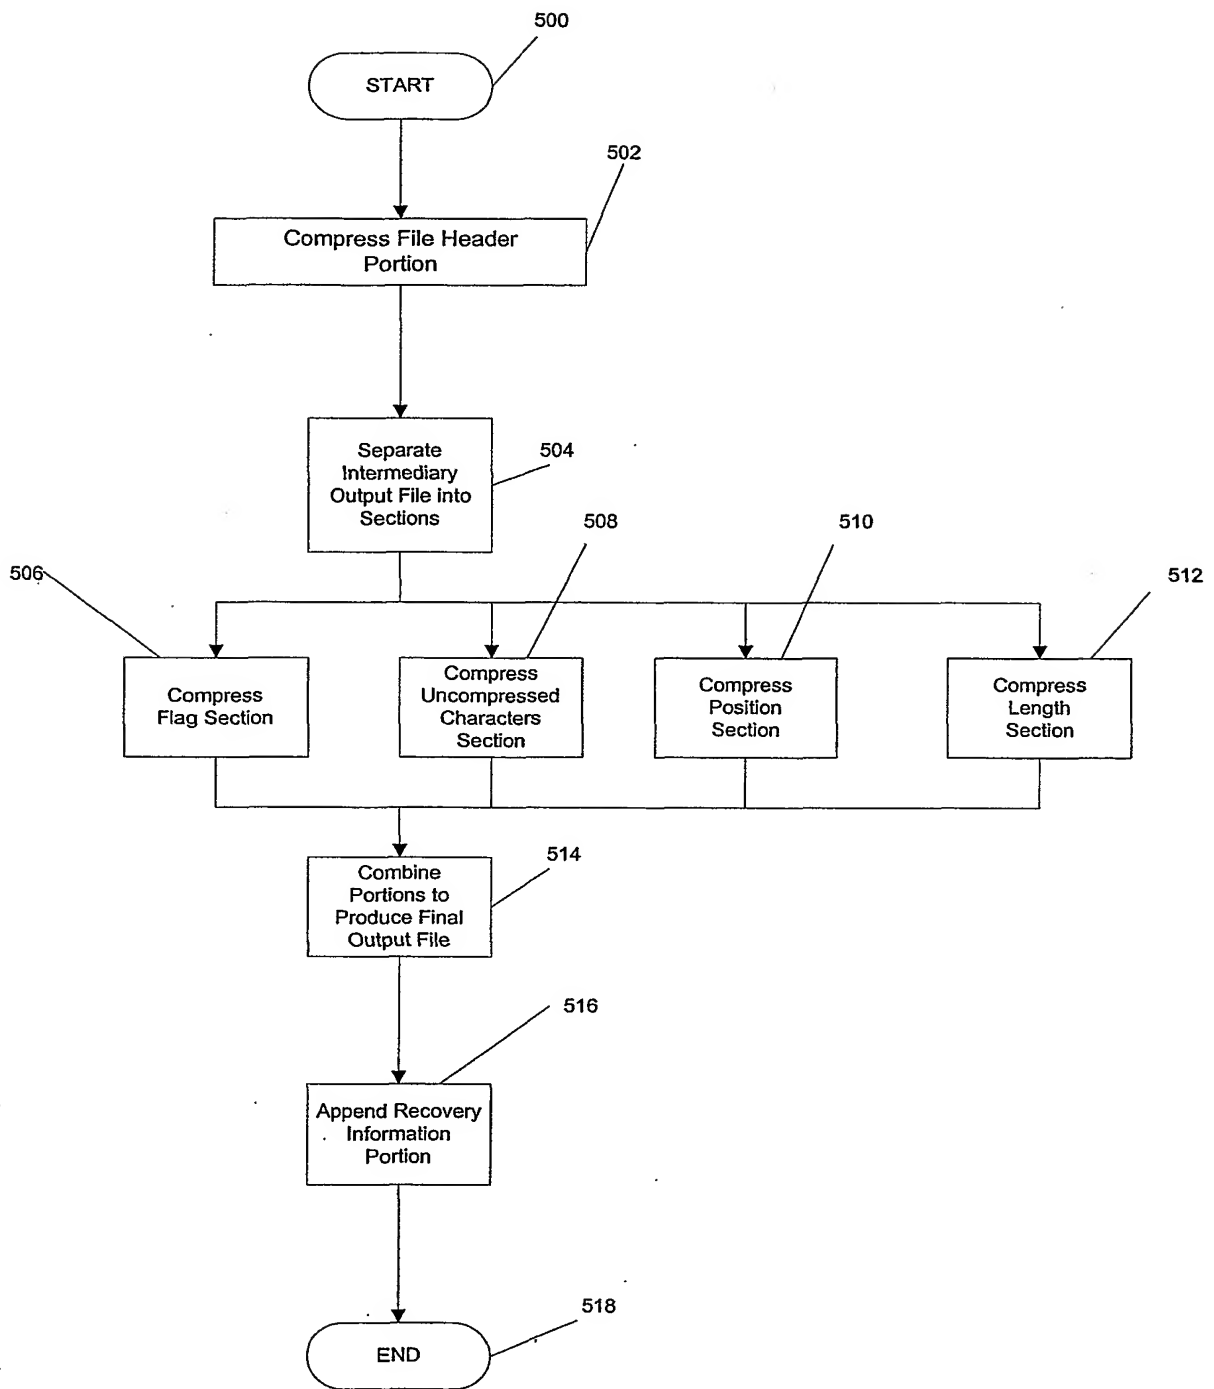 500
START
502
Compress File Header
Portion
Separate
Intermediary
Output File into
Sections
504
506
508
510
512
Compress
Flag Section
Compress
Uncompressed
Characters
Section
Compress
Position
Section
Compress
Length
Section
514
Combine
Portions to
Produce Final
Output File
516
Append Recovery
Information
Portion
518
END